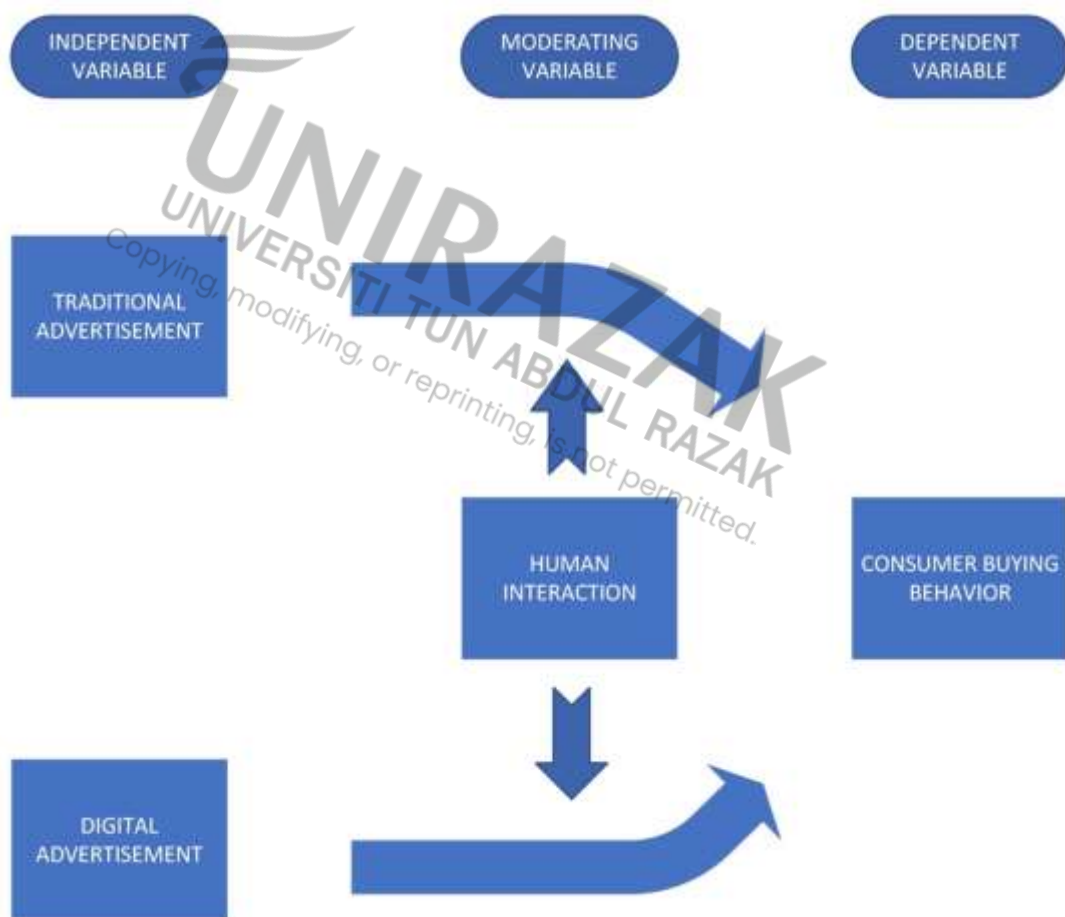 INDEPENDENT
VARIABLE
MODERATING
VARIABLE
DEPENDENT
VARIABLE
UNIRAZAK
UNIVERSITI TUN ABDUL RAZAK
Copying, modifying, or reprinting, is not permitted.
TRADITIONAL
ADVERTISEMENT
HUMAN
INTERACTION
CONSUMER BUYING
BEHAVIOR
DIGITAL
ADVERTISEMENT